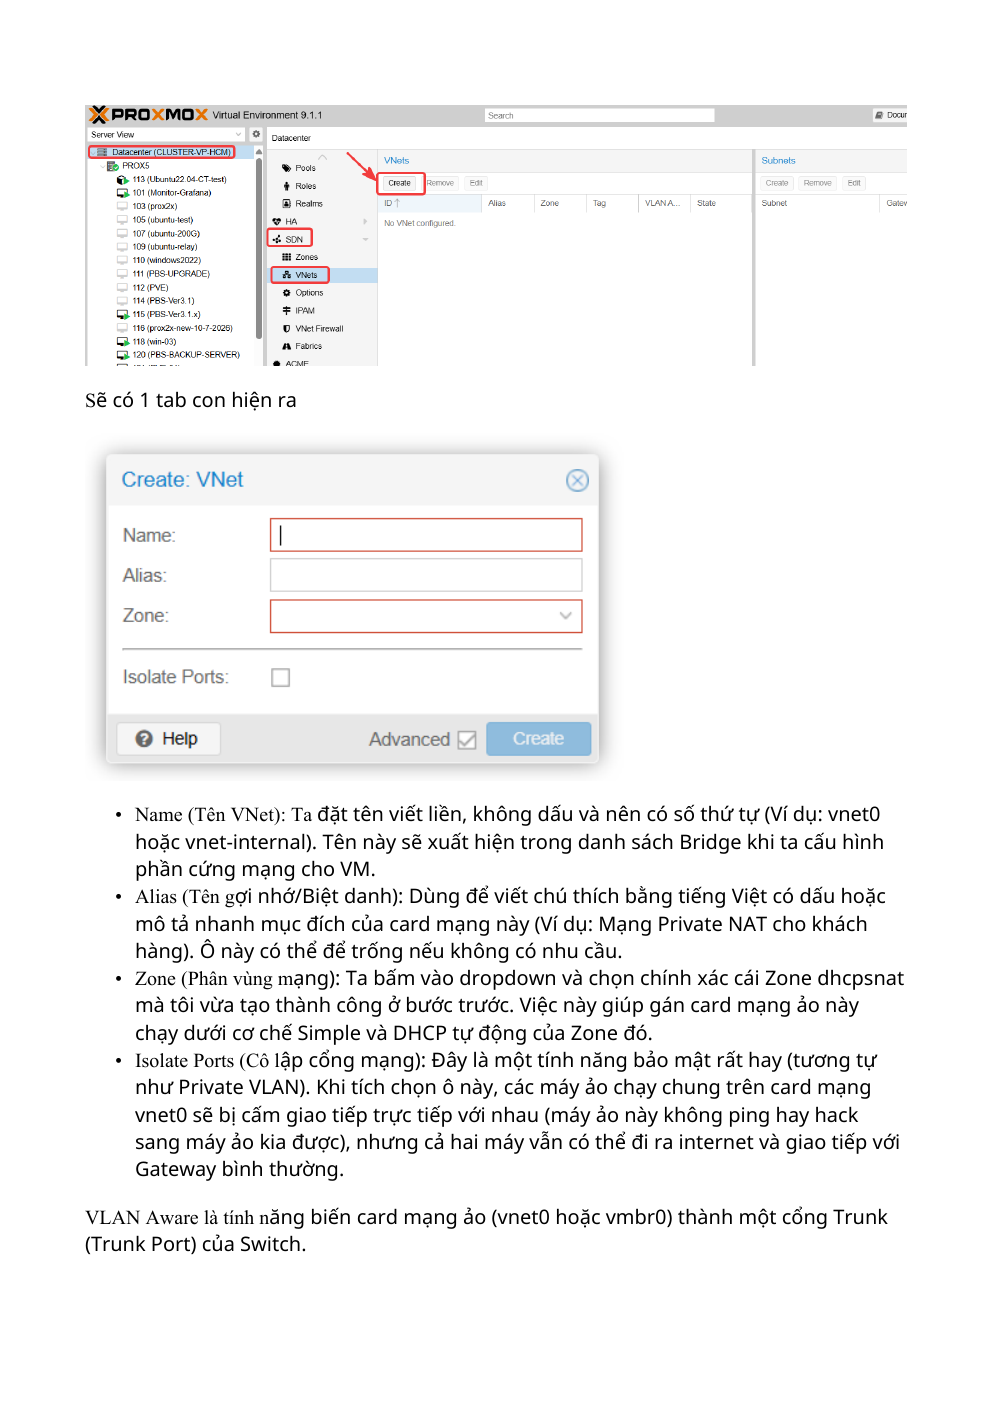 PROXMOX Virtual Environment 9.1.1
Search
Server View
Datacenter
Datacenter (CLUSTER-VP-HCM)
PROX5
113 (Ubuntu22.04-CT-test)
101 (Monitor-Grafana)
103 (prox2x)
105 (ubuntu-test)
107 (ubuntu-200G)
109 (ubuntu-relay)
110 (windows2022)
111 (PBS-UPGRADE)
112 (PVE)
114 (PBS-Ver3.1)
115 (PBS-Ver3.1.x)
116 (prox2x-new-10-7-2026)
118 (win-03)
120 (PBS-BACKUP-SERVER)
Pools
Roles
Realms
HA
SDN
Zones
VNets
Options
IPAM
VNet Firewall
Fabrics
ACME
VNets
Create Remove Edit
ID Alias Zone Tag VLAN A... State
No VNet configured.
Subnets
Create Remove Edit
Subnet
Sẽ có 1 tab con hiện ra
Create: VNet
Name:
Alias:
Zone:
Isolate Ports:
Help Advanced Create
• Name (Tên VNet): Ta đặt tên viết liền, không dấu và nên có số thứ tự (Ví dụ: vnet0
hoặc vnet-internal). Tên này sẽ xuất hiện trong danh sách Bridge khi ta cấu hình
phần cứng mạng cho VM.
• Alias (Tên gợi nhớ/Biệt danh): Dùng để viết chú thích bằng tiếng Việt có dấu hoặc
mô tả nhanh mục đích của card mạng này (Ví dụ: Mạng Private NAT cho khách
hàng). Ô này có thể để trống nếu không có nhu cầu.
• Zone (Phân vùng mạng): Ta bấm vào dropdown và chọn chính xác cái Zone dhcpsnat
mà tôi vừa tạo thành công ở bước trước. Việc này giúp gán card mạng ảo này
chạy dưới cơ chế Simple và DHCP tự động của Zone đó.
• Isolate Ports (Cô lập cổng mạng): Đây là một tính năng bảo mật rất hay (tương tự
như Private VLAN). Khi tích chọn ô này, các máy ảo chạy chung trên card mạng
vnet0 sẽ bị cấm giao tiếp trực tiếp với nhau (máy ảo này không ping hay hack
sang máy ảo kia được), nhưng cả hai máy vẫn có thể đi ra internet và giao tiếp với
Gateway bình thường.
VLAN Aware là tính năng biến card mạng ảo (vnet0 hoặc vmbr0) thành một cổng Trunk
(Trunk Port) của Switch.